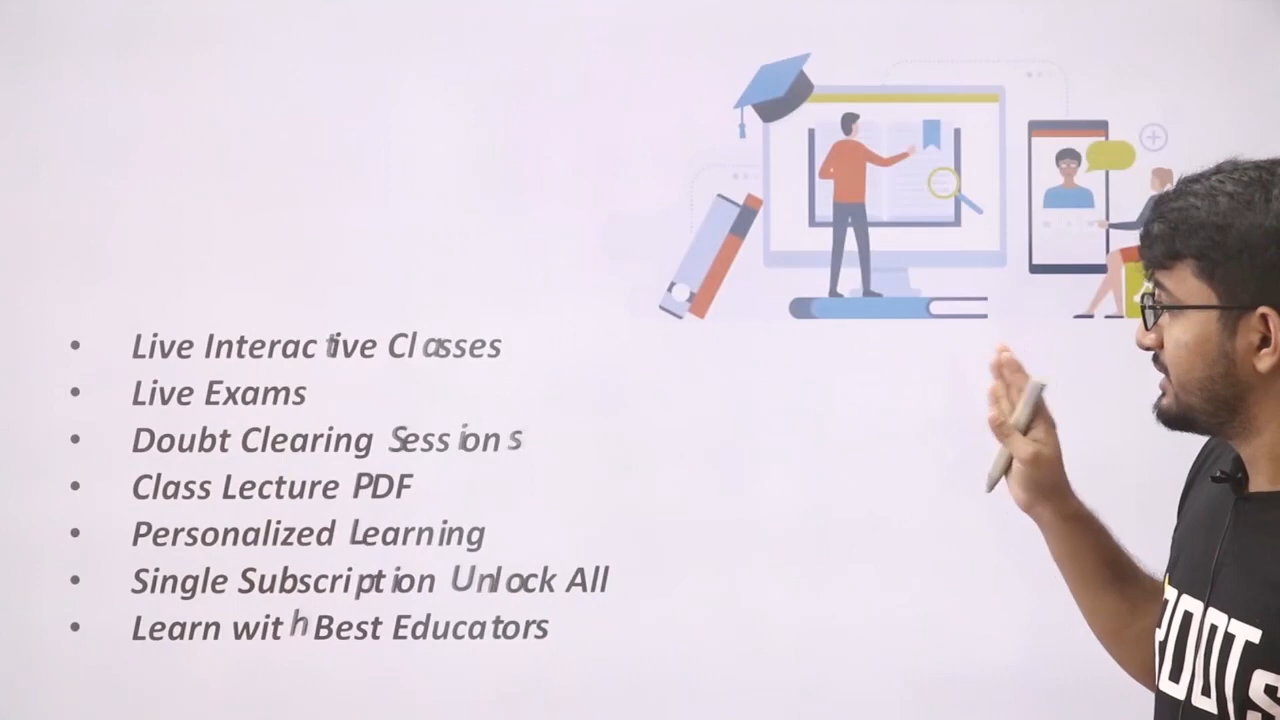 • Live Interactive Classes
• Live Exams
• Doubt Clearing Sessions
• Class Lecture PDF
• Personalized Learning
• Single Subscription Unlock All
• Learn with Best Educators
ROOTS